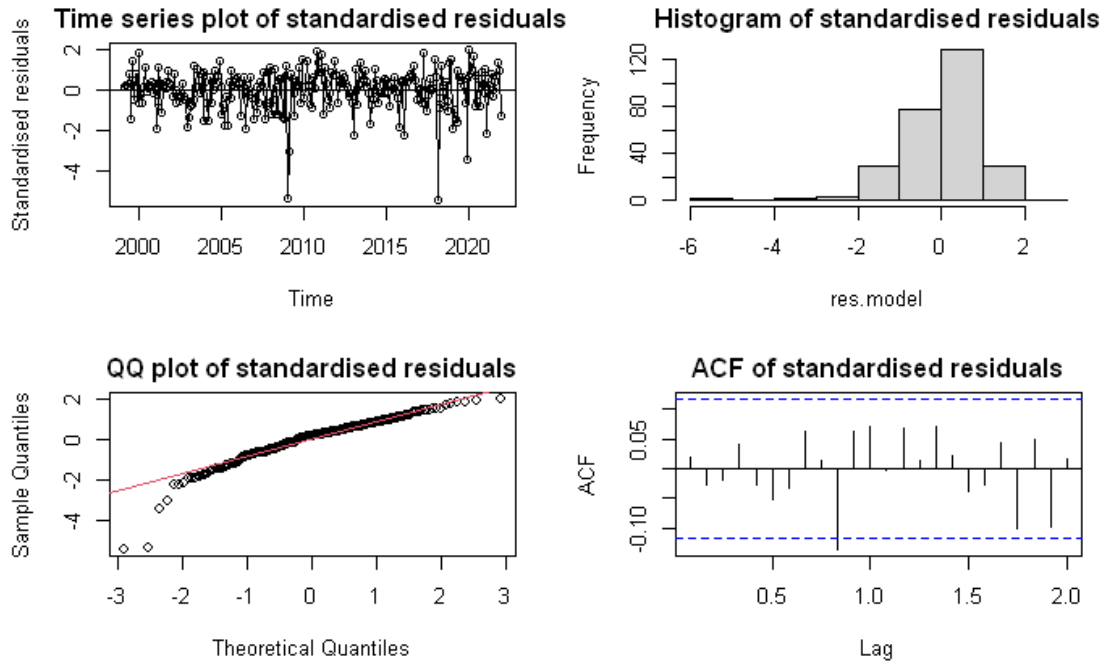 Time series plot of standardised residuals
Standardised residuals
2
0
-2
-4
2000 2005 2010 2015 2020
Time
Histogram of standardised residuals
Frequency
120
80
40
0
-6 -4 -2 0 2
res.model
QQ plot of standardised residuals
Sample Quantiles
2
0
-2
-4
-3 -2 -1 0 1 2 3
Theoretical Quantiles
ACF of standardised residuals
ACF
0.05
-0.10
0.5 1.0 1.5 2.0
Lag